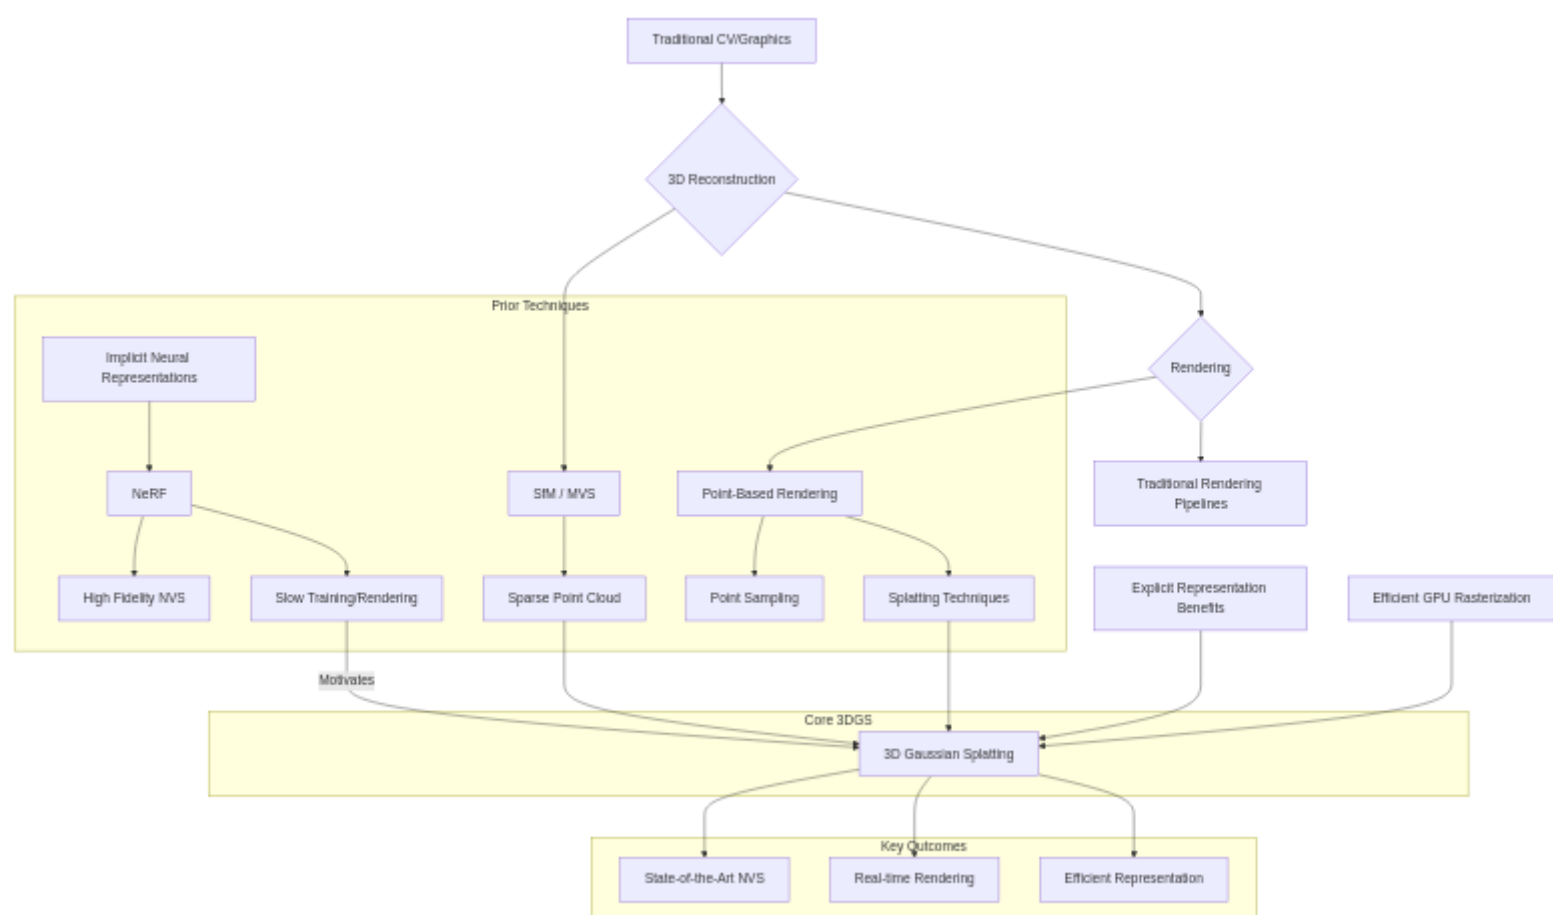 Traditional CV/Graphics
3D Reconstruction
Prior Techniques
Implicit Neural
Representations
Rendering
NeRF
SfM / MVS
Point-Based Rendering
Traditional Rendering
Pipelines
High Fidelity NVS
Slow Training/Rendering
Sparse Point Cloud
Point Sampling
Splatting Techniques
Explicit Representation
Benefits
Efficient GPU Rasterization
Motivates
Core 3DGS
3D Gaussian Splatting
Key Outcomes
State-of-the-Art NVS
Real-time Rendering
Efficient Representation